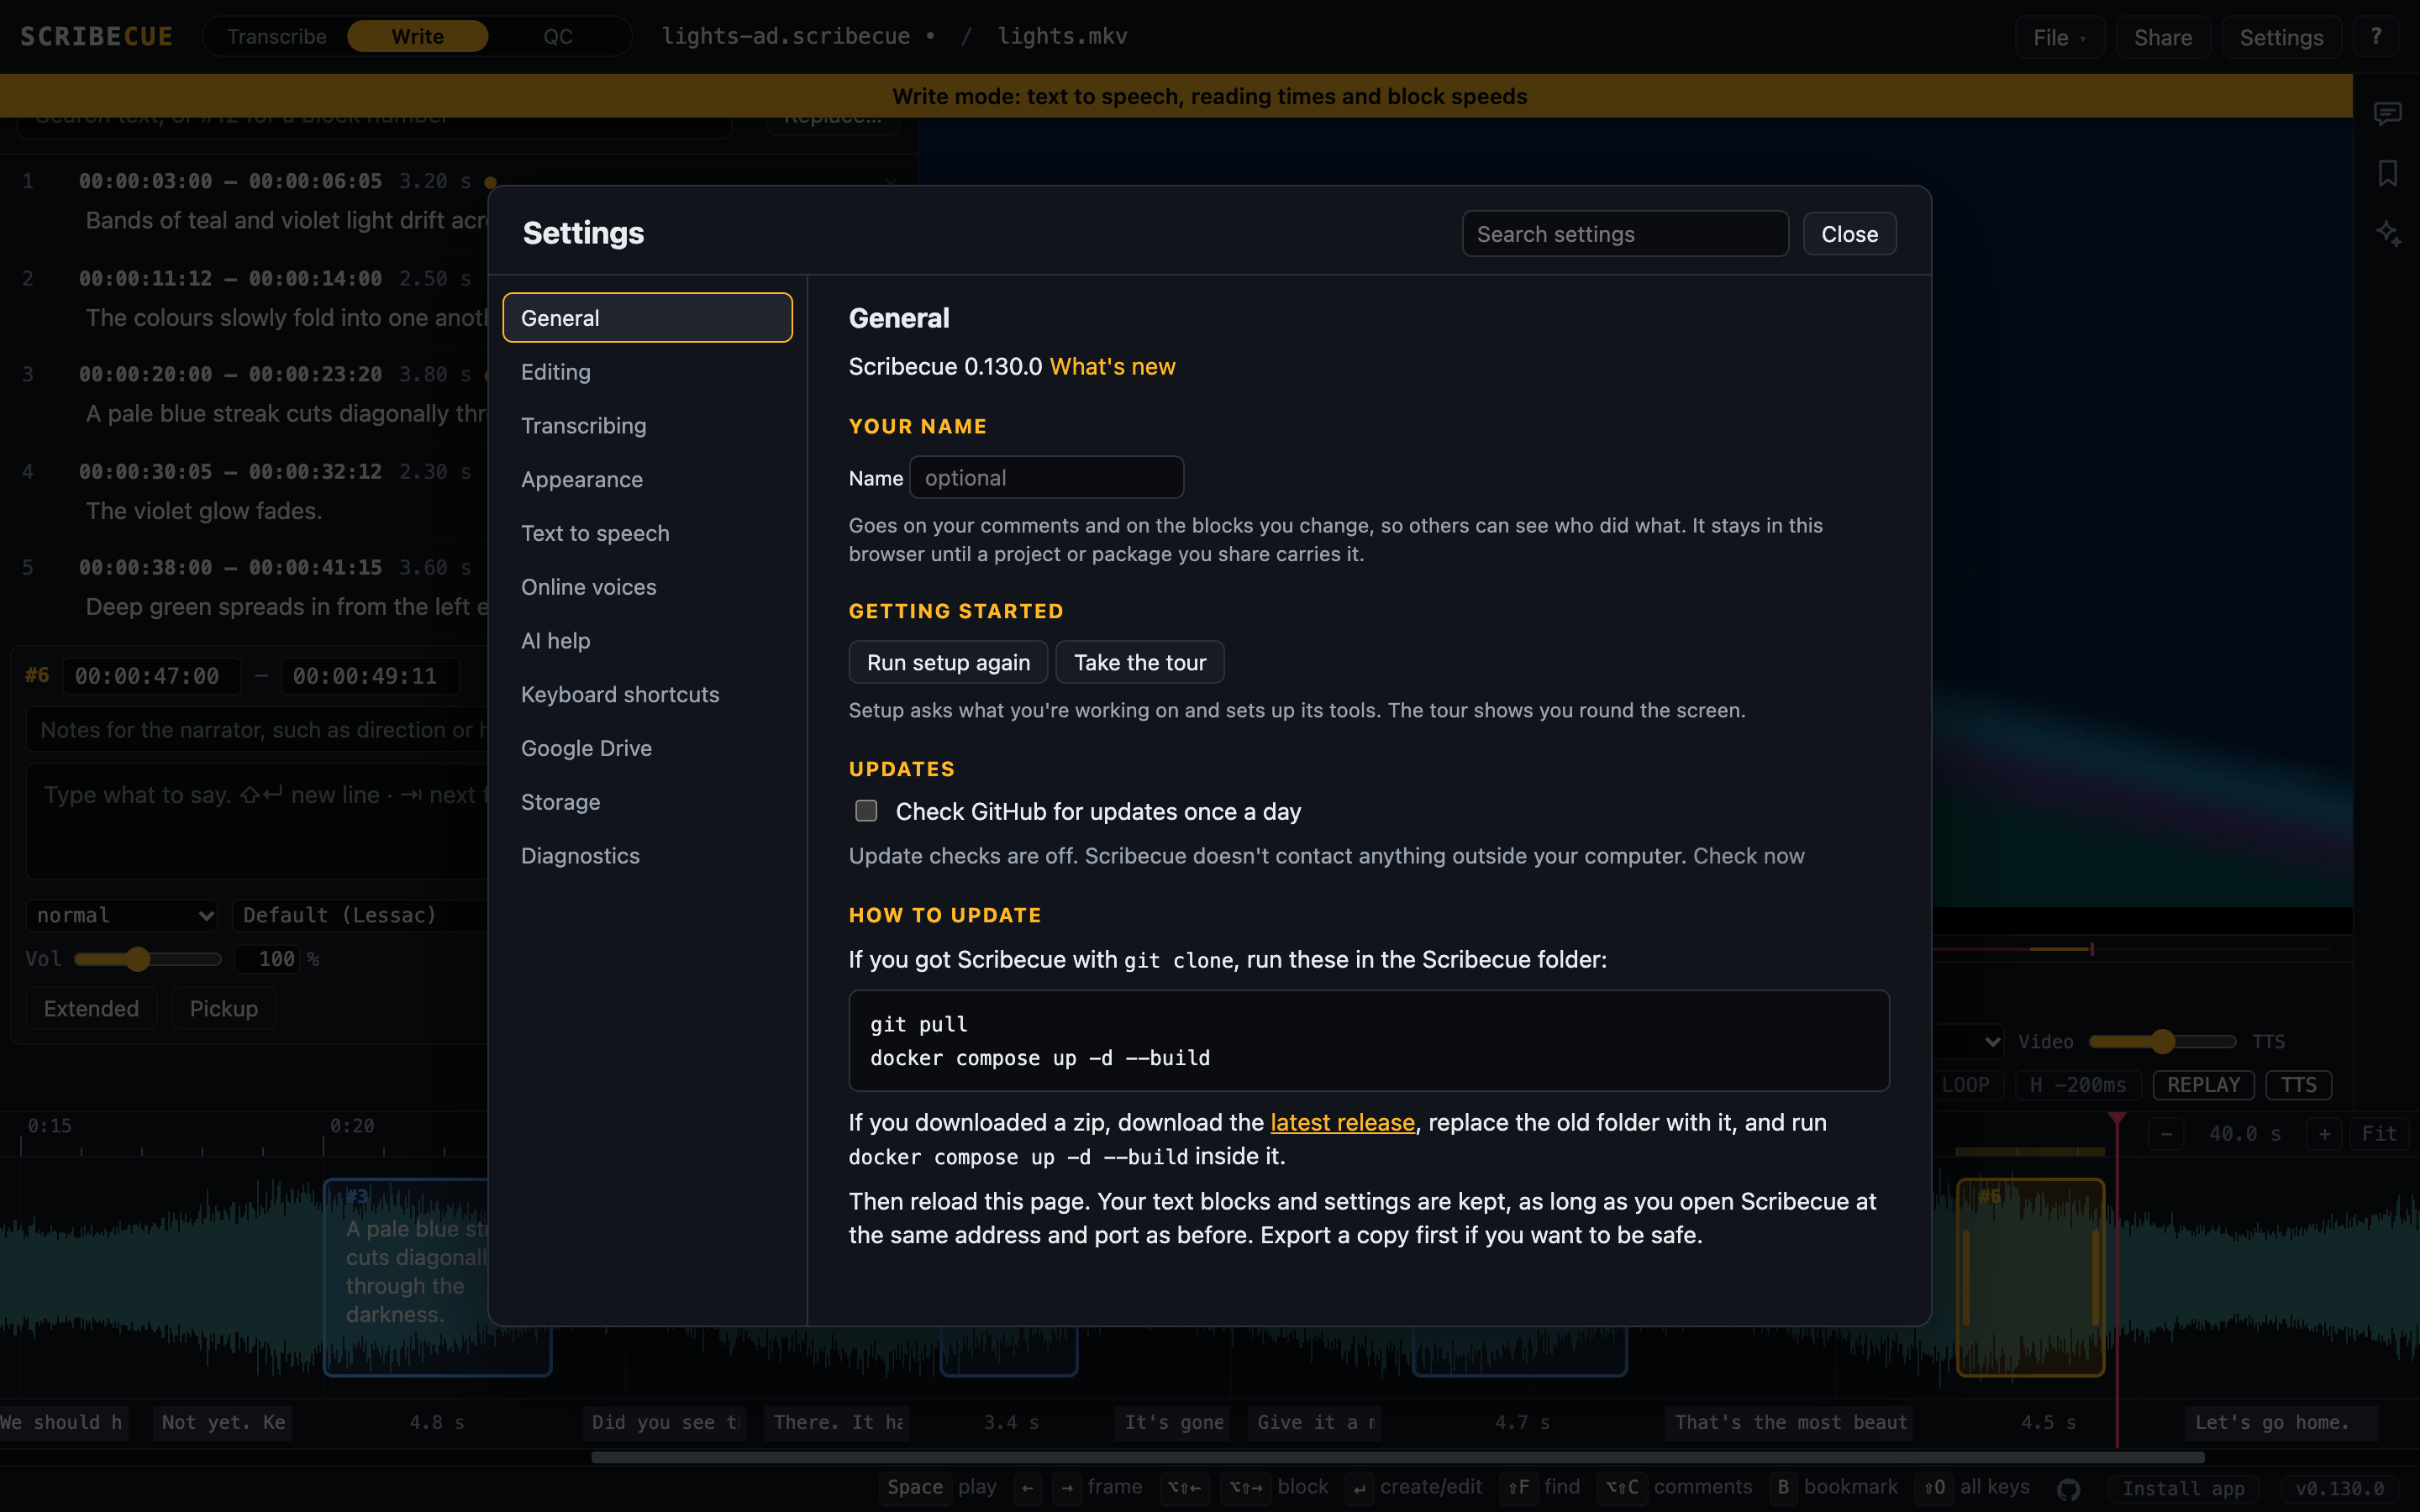 SCRIBECUE
Transcribe
Write
QC
lights-ad.scribecue • / lights.mkv
File
Share
Settings
?
Write mode: text to speech, reading times and block speeds
Search text, or #12 for a block number
Replace...
1 00:00:03:00 – 00:00:06:05 3.20 s
Bands of teal and violet light drift
2 00:00:11:12 – 00:00:14:00 2.50 s
The colours slowly fold into one
3 00:00:20:00 – 00:00:23:20 3.80 s
A pale blue streak cuts diagonally
4 00:00:30:05 – 00:00:32:12 2.30 s
The violet glow fades.
5 00:00:38:00 – 00:00:41:15 3.60 s
Deep green spreads in from the left
#6 00:00:47:00 – 00:00:49:11
Notes for the narrator, such as direction or
Type what to say. ⇧↵ new line · ⇥ next
normal
Default (Lessac)
Vol 100 %
Extended
Pickup
Settings
Search settings
Close
General
Editing
Transcribing
Appearance
Text to speech
Online voices
AI help
Keyboard shortcuts
Google Drive
Storage
Diagnostics
General
Scribecue 0.130.0 What's new
YOUR NAME
Name optional
Goes on your comments and on the blocks you change, so others can see who did what. It stays in this
browser until a project or package you share carries it.
GETTING STARTED
Run setup again
Take the tour
Setup asks what you're working on and sets up its tools. The tour shows you round the screen.
UPDATES
Check GitHub for updates once a day
Update checks are off. Scribecue doesn't contact anything outside your computer. Check now
HOW TO UPDATE
If you got Scribecue with git clone, run these in the Scribecue folder:
git pull
docker compose up -d --build
If you downloaded a zip, download the latest release, replace the old folder with it, and run
docker compose up -d --build inside it.
Then reload this page. Your text blocks and settings are kept, as long as you open Scribecue at
the same address and port as before. Export a copy first if you want to be safe.
Video
TTS
LOOP
H −200ms
REPLAY
TTS
0:15
0:20
− 40.0 s + Fit
#3
A pale blue
cuts diagonally
through the
darkness.
#6
We should h
Not yet. Ke
4.8 s
Did you see t
There. It ha
3.4 s
It's gone
Give it a
4.7 s
That's the most beaut
4.5 s
Let's go home.
Space play ← → frame ⌥⇧← ⌥⇧→ block ↵ create/edit ⇧F find ⌥⇧C comments B bookmark ⇧O all keys
Install app
v0.130.0